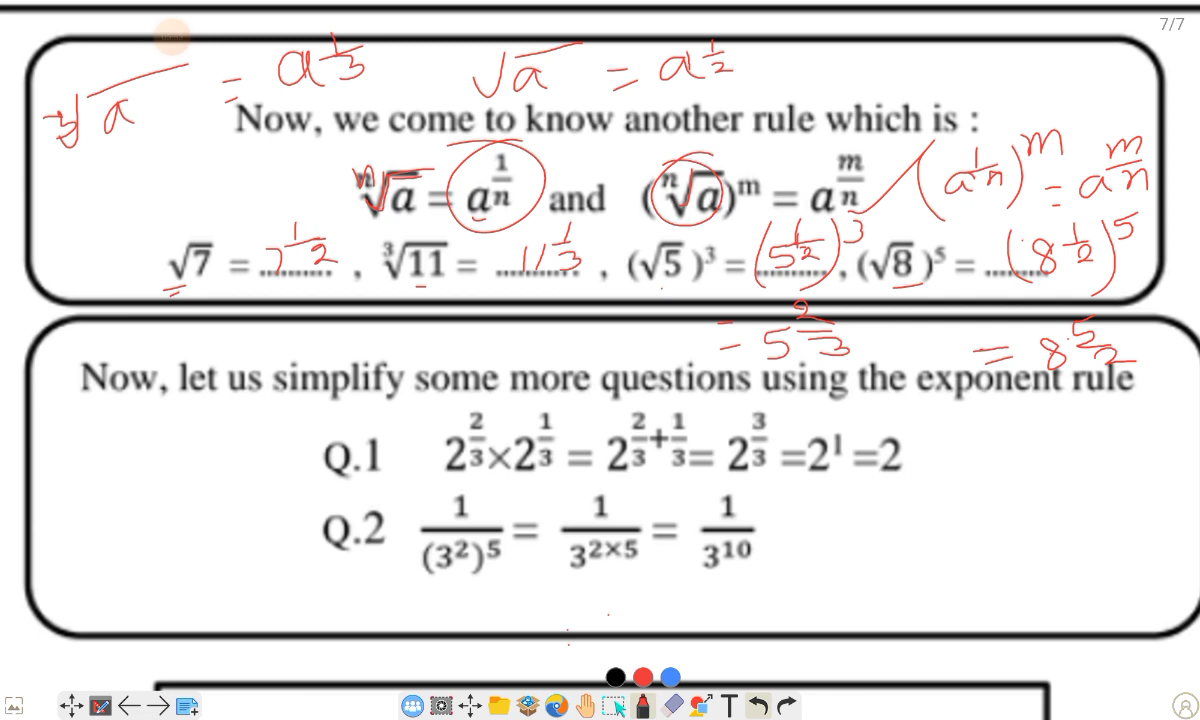 7/7
∛a = a^(1/3) √a = a^(1/2)
Now, we come to know another rule which is :
ⁿ√a = a^(1/n) and (ⁿ√a)^m = a^(m/n) (a^(1/n))^m = a^(m/n)
√7 = 7^(1/2) , ∛11 = 11^(1/3) , (√5 )³ = (5^(1/2))^3 , (√8 )⁵ = (8^(1/2))^5
= 5^(2/3) = 8^(5/2)
Now, let us simplify some more questions using the exponent rule
Q.1 2^(2/3)×2^(1/3) = 2^(2/3+1/3)= 2^(3/3) =2¹ =2
Q.2 1/(3²)⁵ = 1/3^(2×5) = 1/3^10
T